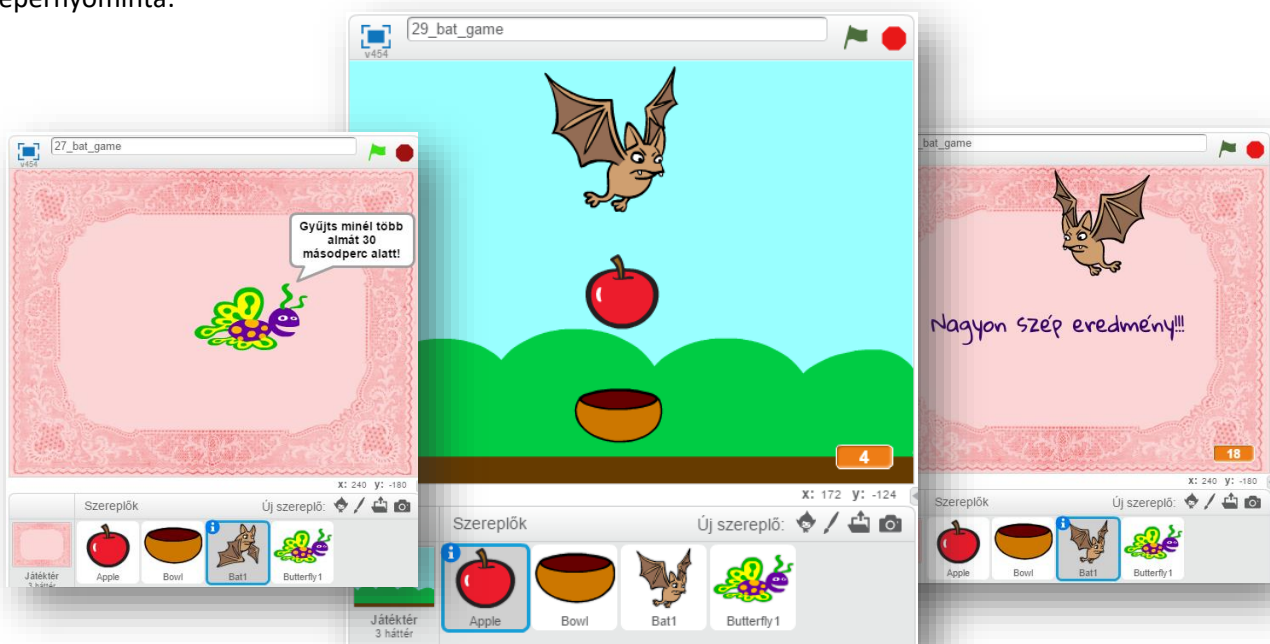 29_bat_game
v454
4
x: 172 y: -124
Szereplők
Új szereplő:
Játéktér
3 háttér
Apple
Bowl
Bat1
Butterfly1
27_bat_game
v454
Gyűjts minél több
almát 30
másodperc alatt!
x: 240 y: -180
Szereplők
Új szereplő:
Játéktér
3 háttér
Apple
Bowl
Bat1
Butterfly1
bat_game
Nagyon szép eredmény!!!
18
x: 240 y: -180
Szereplők
Új szereplő:
Apple
Bowl
Bat1
Butterfly1